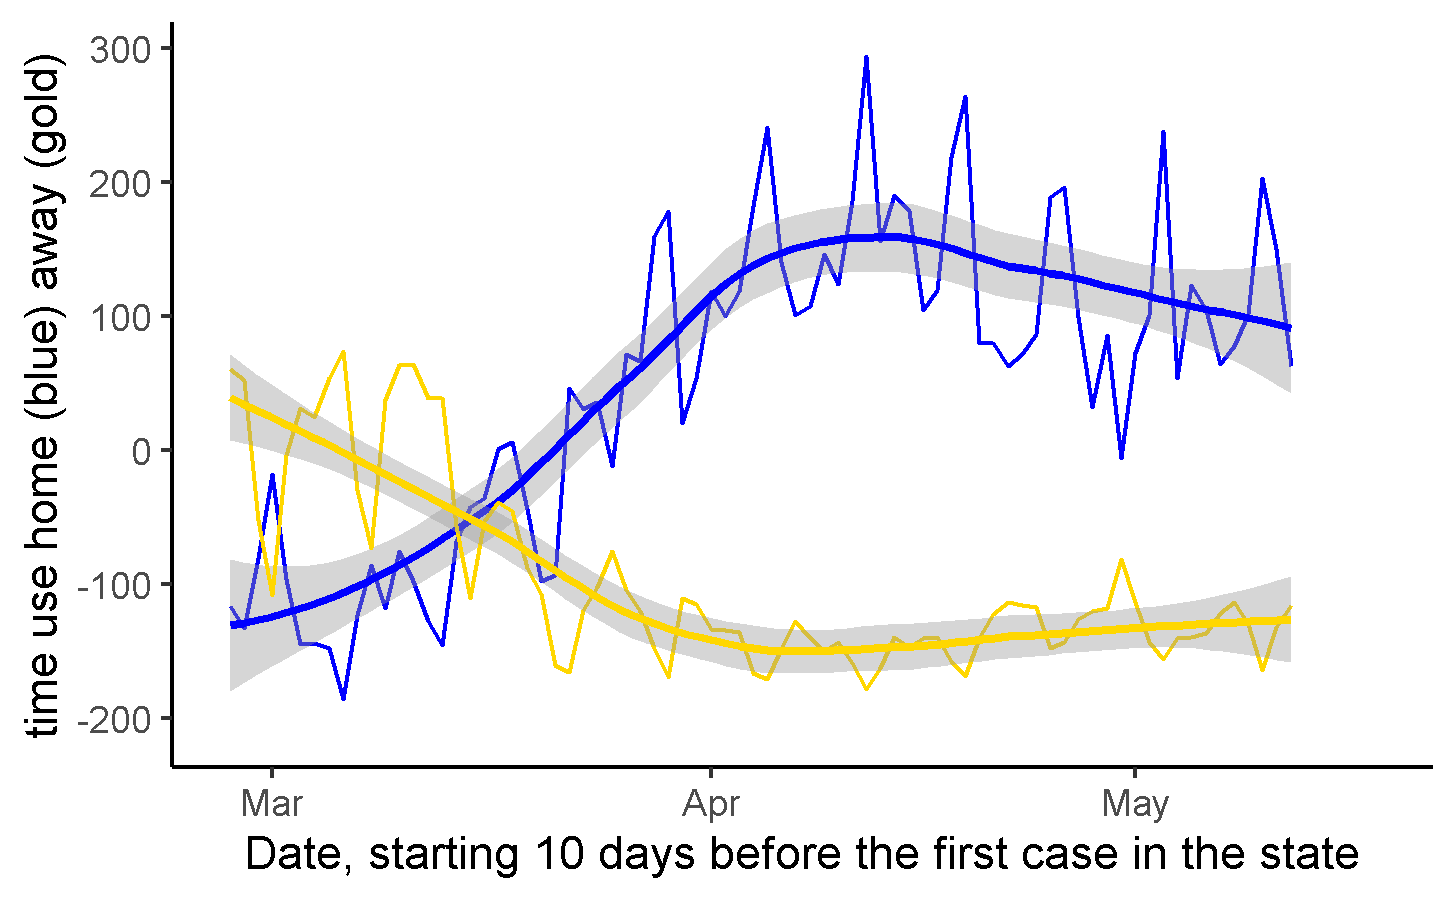 time use home (blue) away (gold)
300
200
100
0
-100
-200
Mar
Apr
May
Date, starting 10 days before the first case in the state